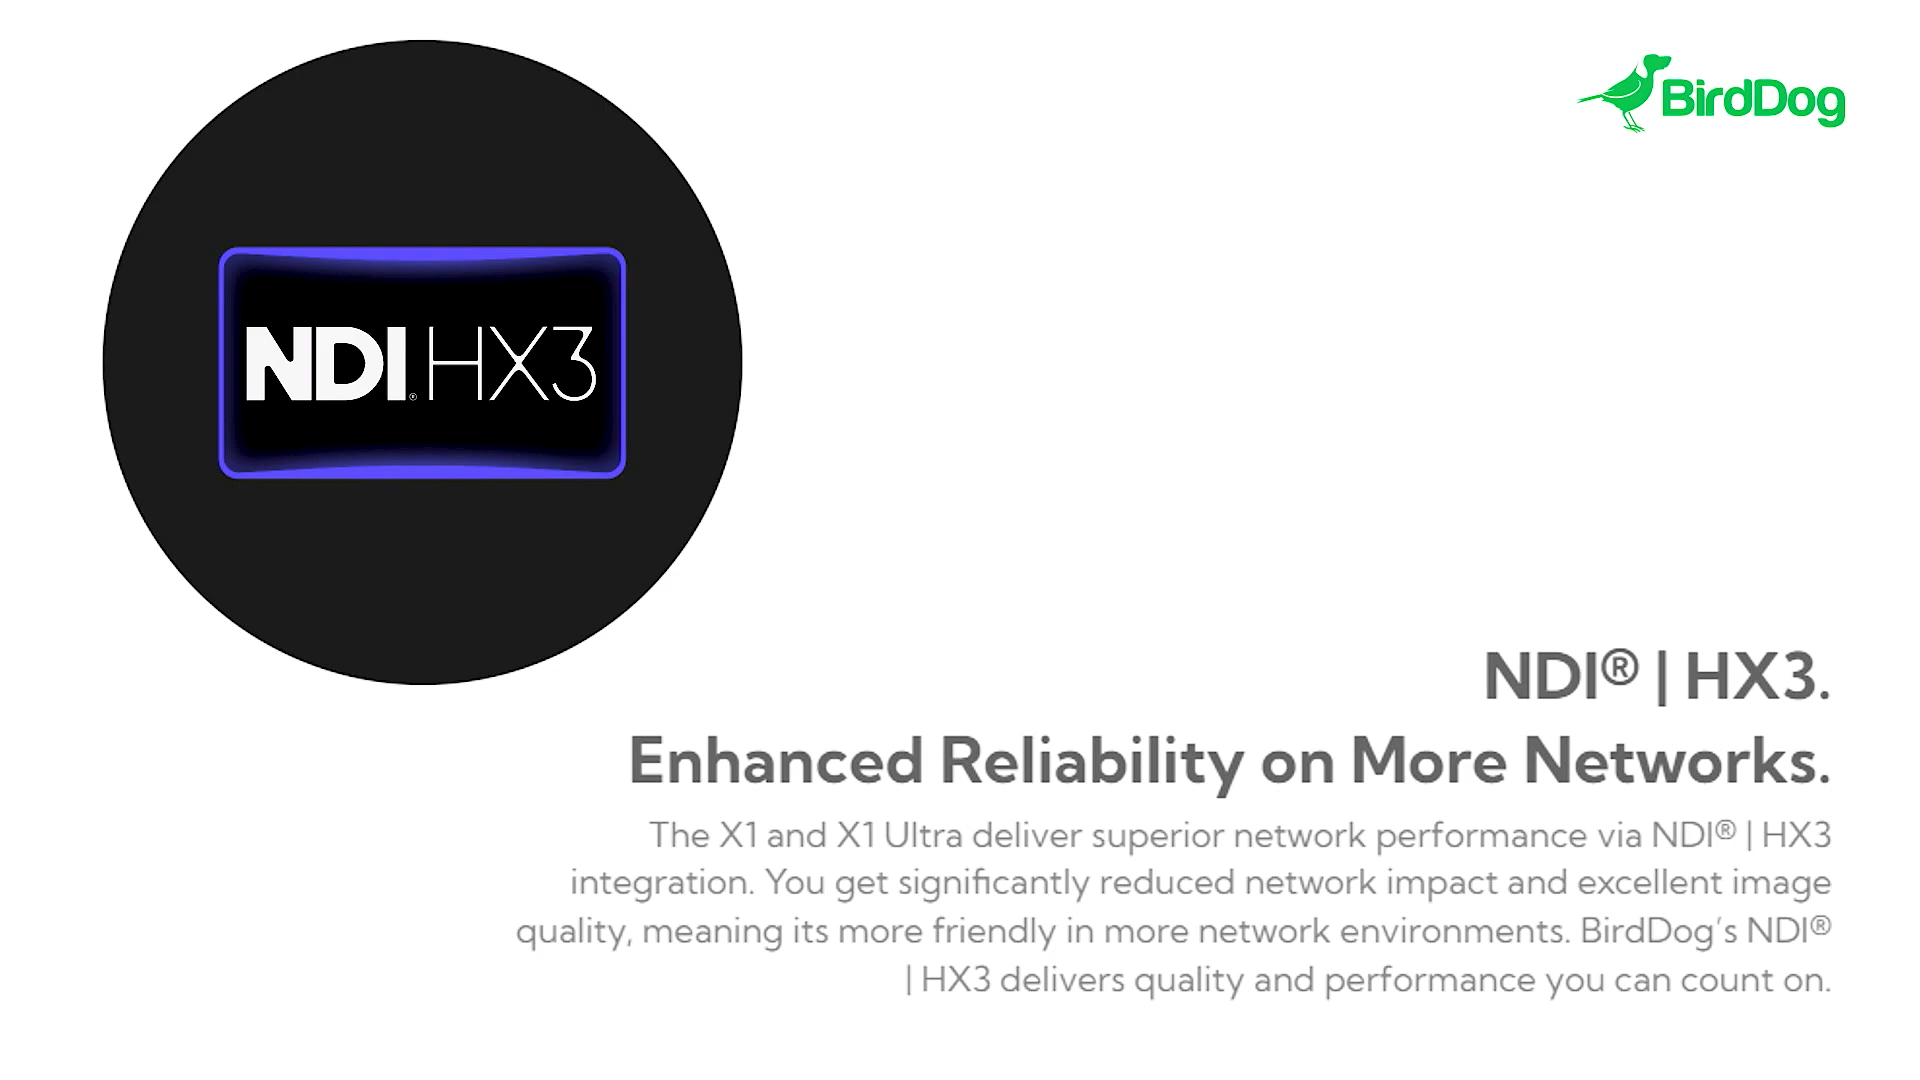 BirdDog
NDI® HX3
NDI® | HX3.
Enhanced Reliability on More Networks.
The X1 and X1 Ultra deliver superior network performance via NDI® | HX3
integration. You get significantly reduced network impact and excellent image
quality, meaning its more friendly in more network environments. BirdDog’s NDI®
| HX3 delivers quality and performance you can count on.